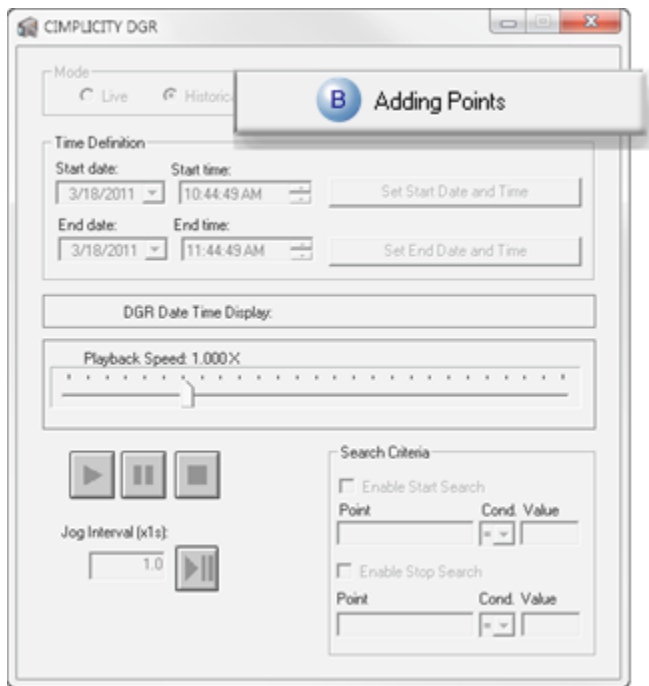 CIMPLICITY DGR
Mode
Live Historica
B Adding Points
Time Definition
Start date: Start time:
3/18/2011 10:44:49 AM Set Start Date and Time
End date: End time:
3/18/2011 11:44:49 AM Set End Date and Time
DGR Date Time Display:
Playback Speed: 1.000X
Search Criteria
Enable Start Search
Point Cond. Value
=
Jog Interval (x1s):
1.0
Enable Stop Search
Point Cond. Value
=